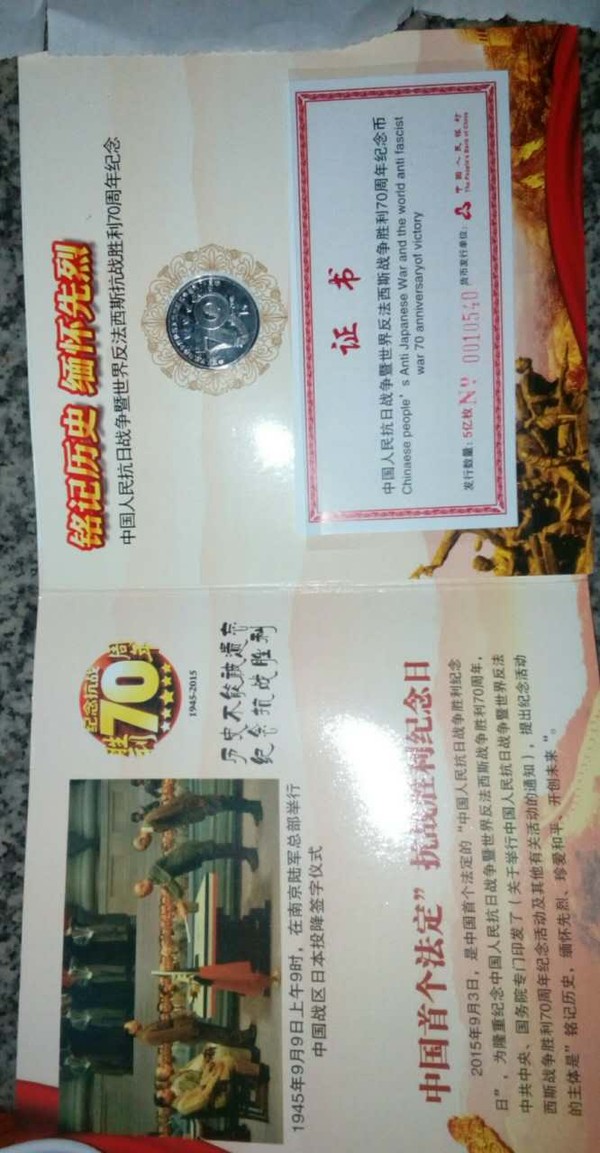 铭记历史 缅怀先烈
中国人民抗日战争暨世界反法西斯抗战胜利70周年纪念
证书
中国人民抗日战争暨世界反法西斯战争胜利70周年纪念币
Chinaese people's Anti Japanese War and the world anti fascist
war 70 anniversaryof victory
发行数量：5亿枚 Nº 0010540 货币发行单位： 中国人民银行
The People's Bank of China
纪念抗战
胜利70周年
1945-2015
历史不能被遗忘
纪念抗战胜利
1945年9月9日上午9时，在南京陆军总部举行
中国战区日本投降签字仪式
中国首个法定”抗战胜利纪念日
2015年9月3日，是中国首个法定的“中国人民抗日战争胜利纪念
日”，为隆重纪念中国人民抗日战争暨世界反法西斯战争胜利70周年，
中共中央、国务院专门印发了（关于举行中国人民抗日战争暨世界反法
西斯战争胜利70周年纪念活动及其他有关活动的通知），提出纪念活动
的主体是”铭记历史，缅怀先烈、珍爱和平、开创未来“。